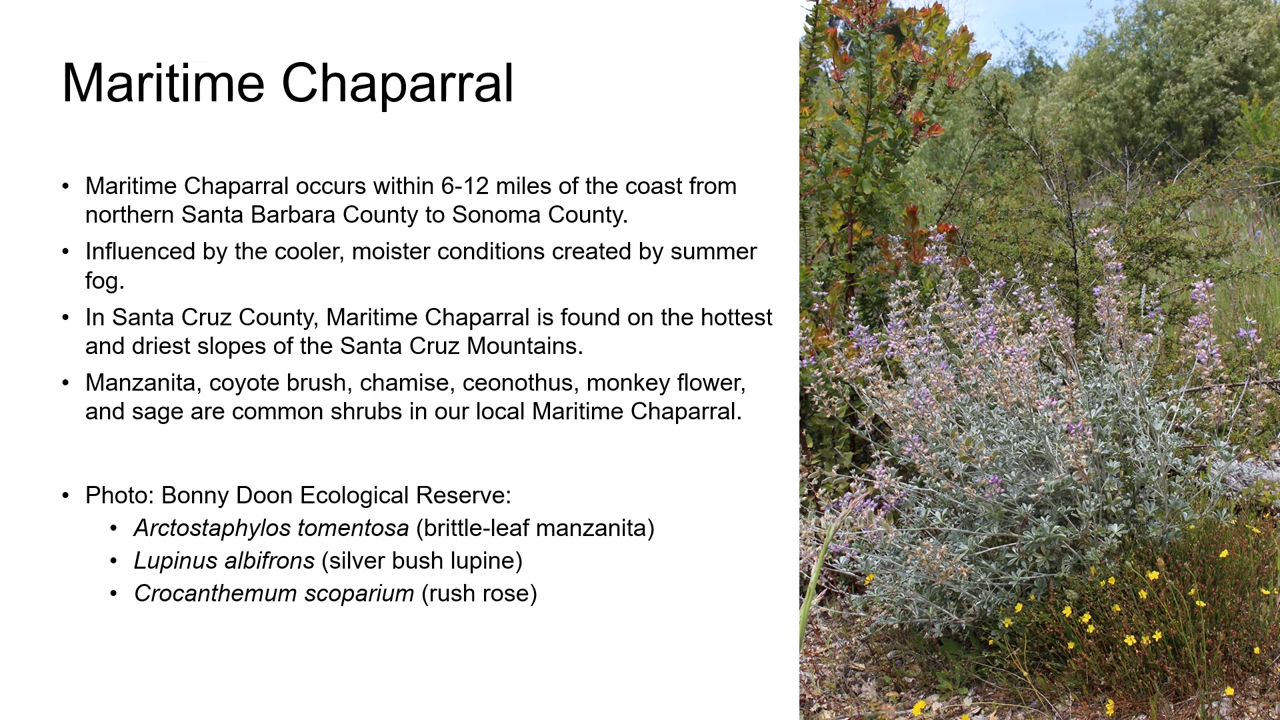 Maritime Chaparral
• Maritime Chaparral occurs within 6-12 miles of the coast from
northern Santa Barbara County to Sonoma County.
• Influenced by the cooler, moister conditions created by summer
fog.
• In Santa Cruz County, Maritime Chaparral is found on the hottest
and driest slopes of the Santa Cruz Mountains.
• Manzanita, coyote brush, chamise, ceonothus, monkey flower,
and sage are common shrubs in our local Maritime Chaparral.
• Photo: Bonny Doon Ecological Reserve:
• Arctostaphylos tomentosa (brittle-leaf manzanita)
• Lupinus albifrons (silver bush lupine)
• Crocanthemum scoparium (rush rose)